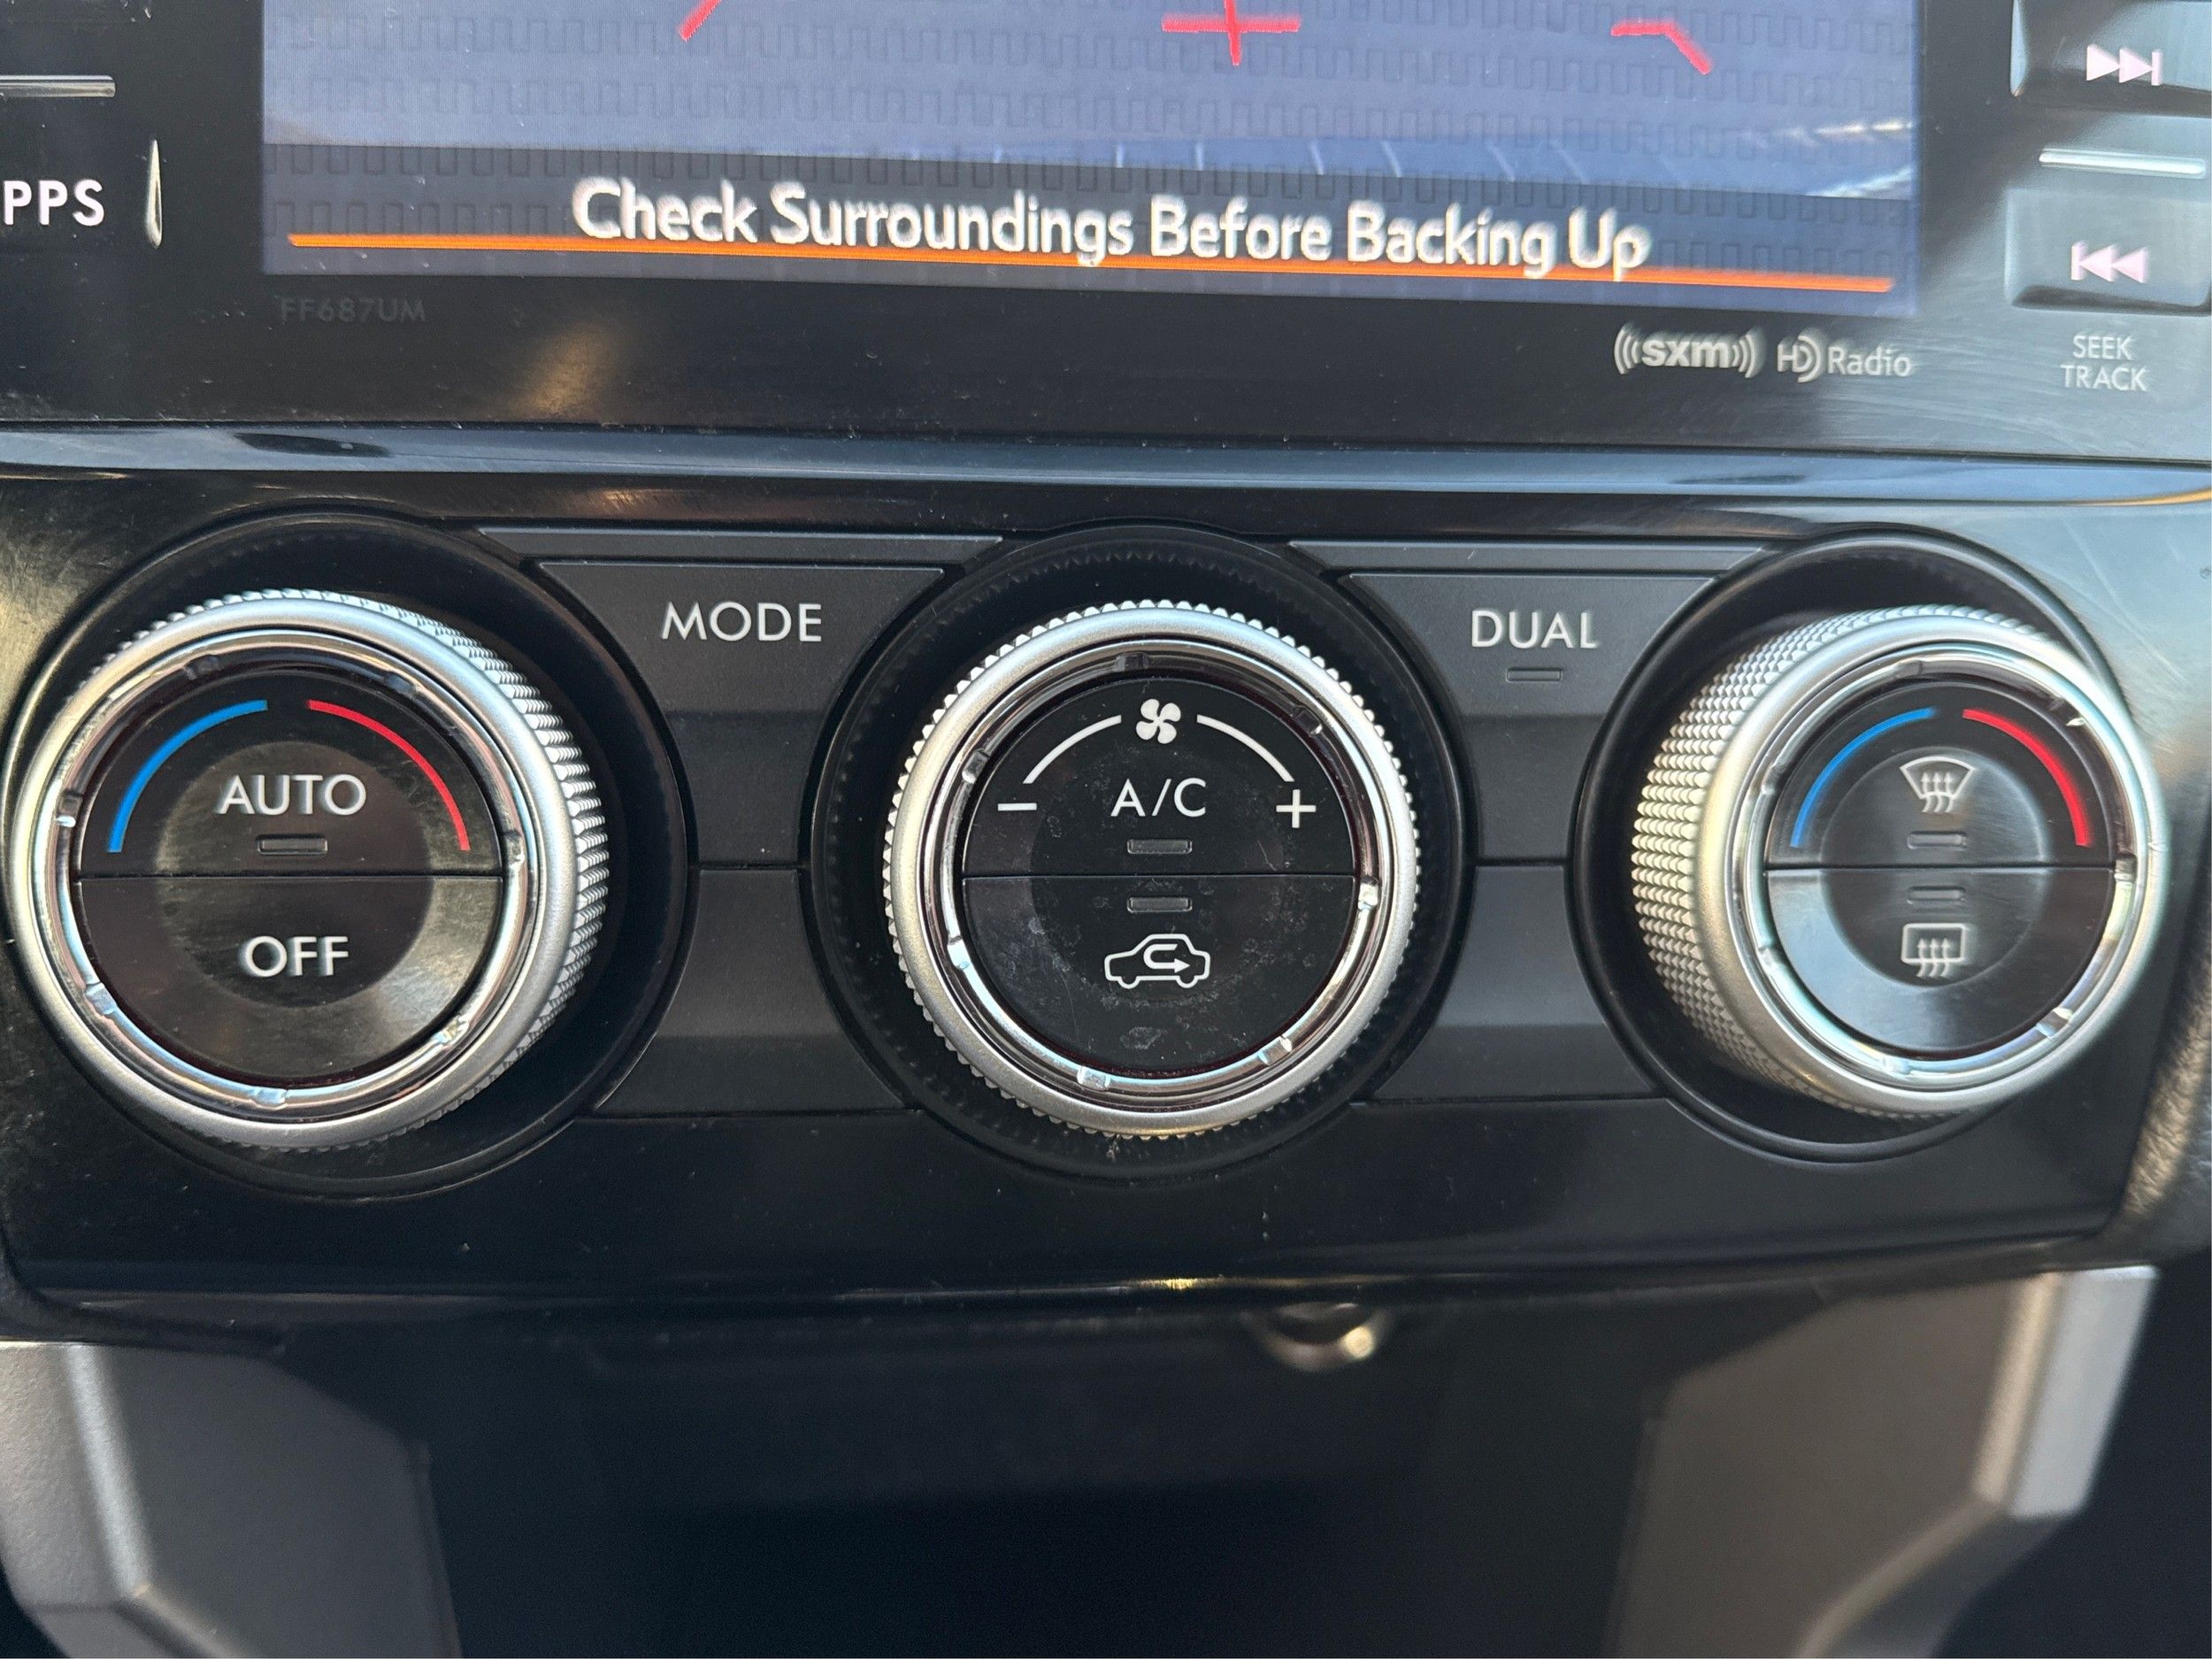 PPS
Check Surroundings Before Backing Up
FF687UM
sxm
HD Radio
SEEK
TRACK
MODE
DUAL
AUTO
A/C
OFF